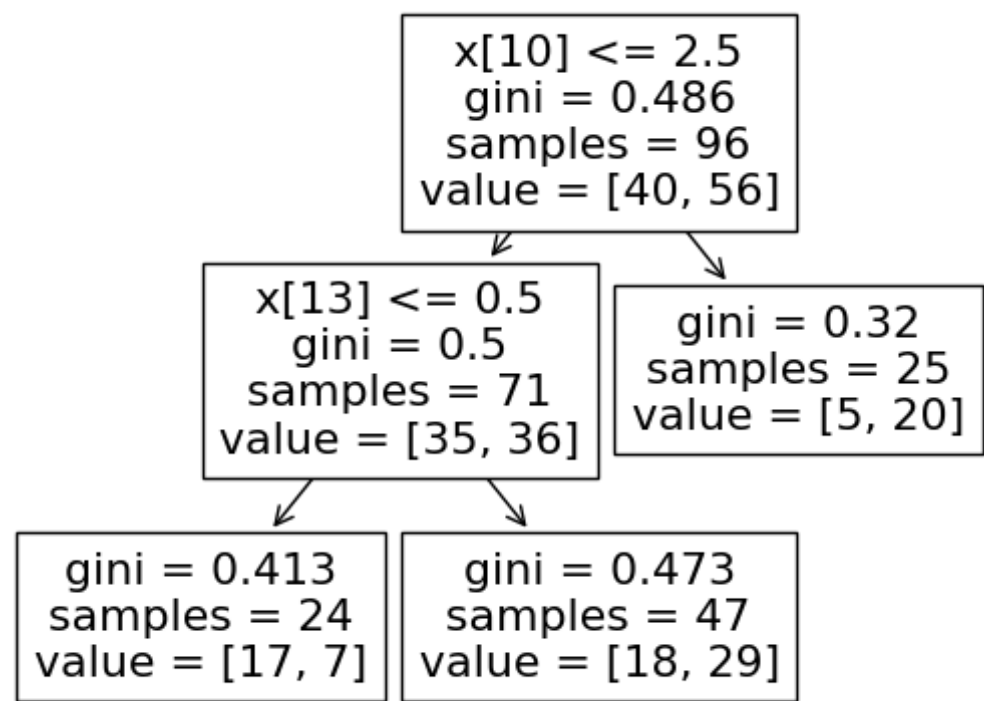 x[10] <= 2.5
gini = 0.486
samples = 96
value = [40, 56]
x[13] <= 0.5
gini = 0.5
samples = 71
value = [35, 36]
gini = 0.32
samples = 25
value = [5, 20]
gini = 0.413
samples = 24
value = [17, 7]
gini = 0.473
samples = 47
value = [18, 29]